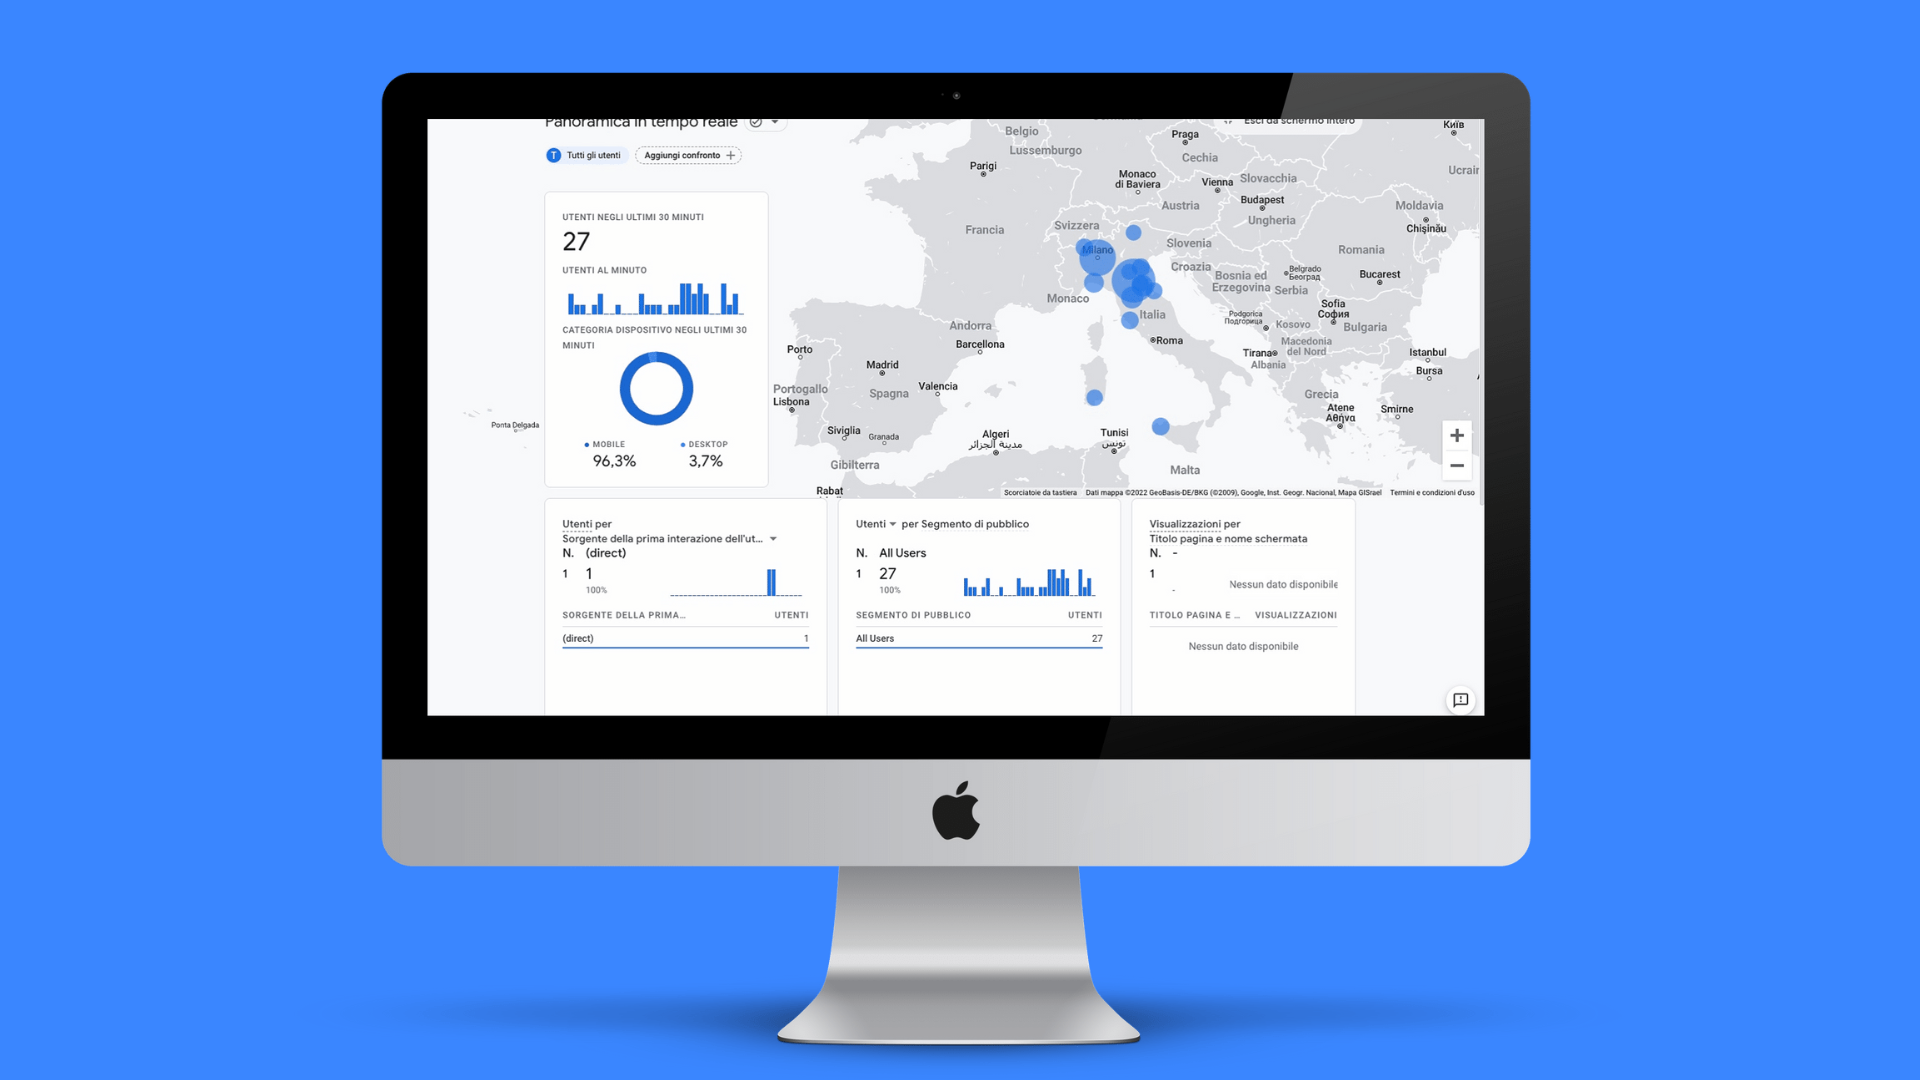 Panoramica in tempo reale
T Tutti gli utenti
Aggiungi confronto
UTENTI NEGLI ULTIMI 30 MINUTI
27
UTENTI AL MINUTO
CATEGORIA DISPOSITIVO NEGLI ULTIMI 30
MINUTI
MOBILE
96,3%
DESKTOP
3,7%
Esci da schermo intero
Київ
Belgio
Praga
Lussemburgo
Cechia
Parigi
Ucrair
Monaco
di Baviera
Vienna
Slovacchia
Budapest
Austria
Moldavia
Ungheria
Chișinău
Francia
Svizzera
Slovenia
Milano
Romania
Croazia
Belgrado
Београд
Bosnia ed
Erzegovina
Serbia
Bucarest
Monaco
Sofia
София
Italia
Podgorica
Подгорица
Kosovo
Bulgaria
Andorra
Barcellona
Roma
Macedonia
del Nord
Porto
Tirana
Albania
Istanbul
Madrid
Bursa
Valencia
Portogallo
Spagna
Lisbona
Grecia
Atene
Αθήνα
Smirne
Ponta Delgada
Siviglia
Granada
Algeri
مدينة الجزائر
Tunisi
تونس
Gibilterra
Malta
Rabat
Scorciatoie da tastiera
Dati mappa ©2022 GeoBasis-DE/BKG (©2009), Google, Inst. Geogr. Nacional, Mapa GISrael
Termini e condizioni d'uso
Utenti per
Sorgente della prima interazione dell'ut...
N. (direct)
1 1
100%
SORGENTE DELLA PRIMA... UTENTI
(direct) 1
Utenti per Segmento di pubblico
N. All Users
1 27
100%
SEGMENTO DI PUBBLICO UTENTI
All Users 27
Visualizzazioni per
Titolo pagina e nome schermata
N. -
1
-
Nessun dato disponibile
TITOLO PAGINA E ... VISUALIZZAZIONI
Nessun dato disponibile